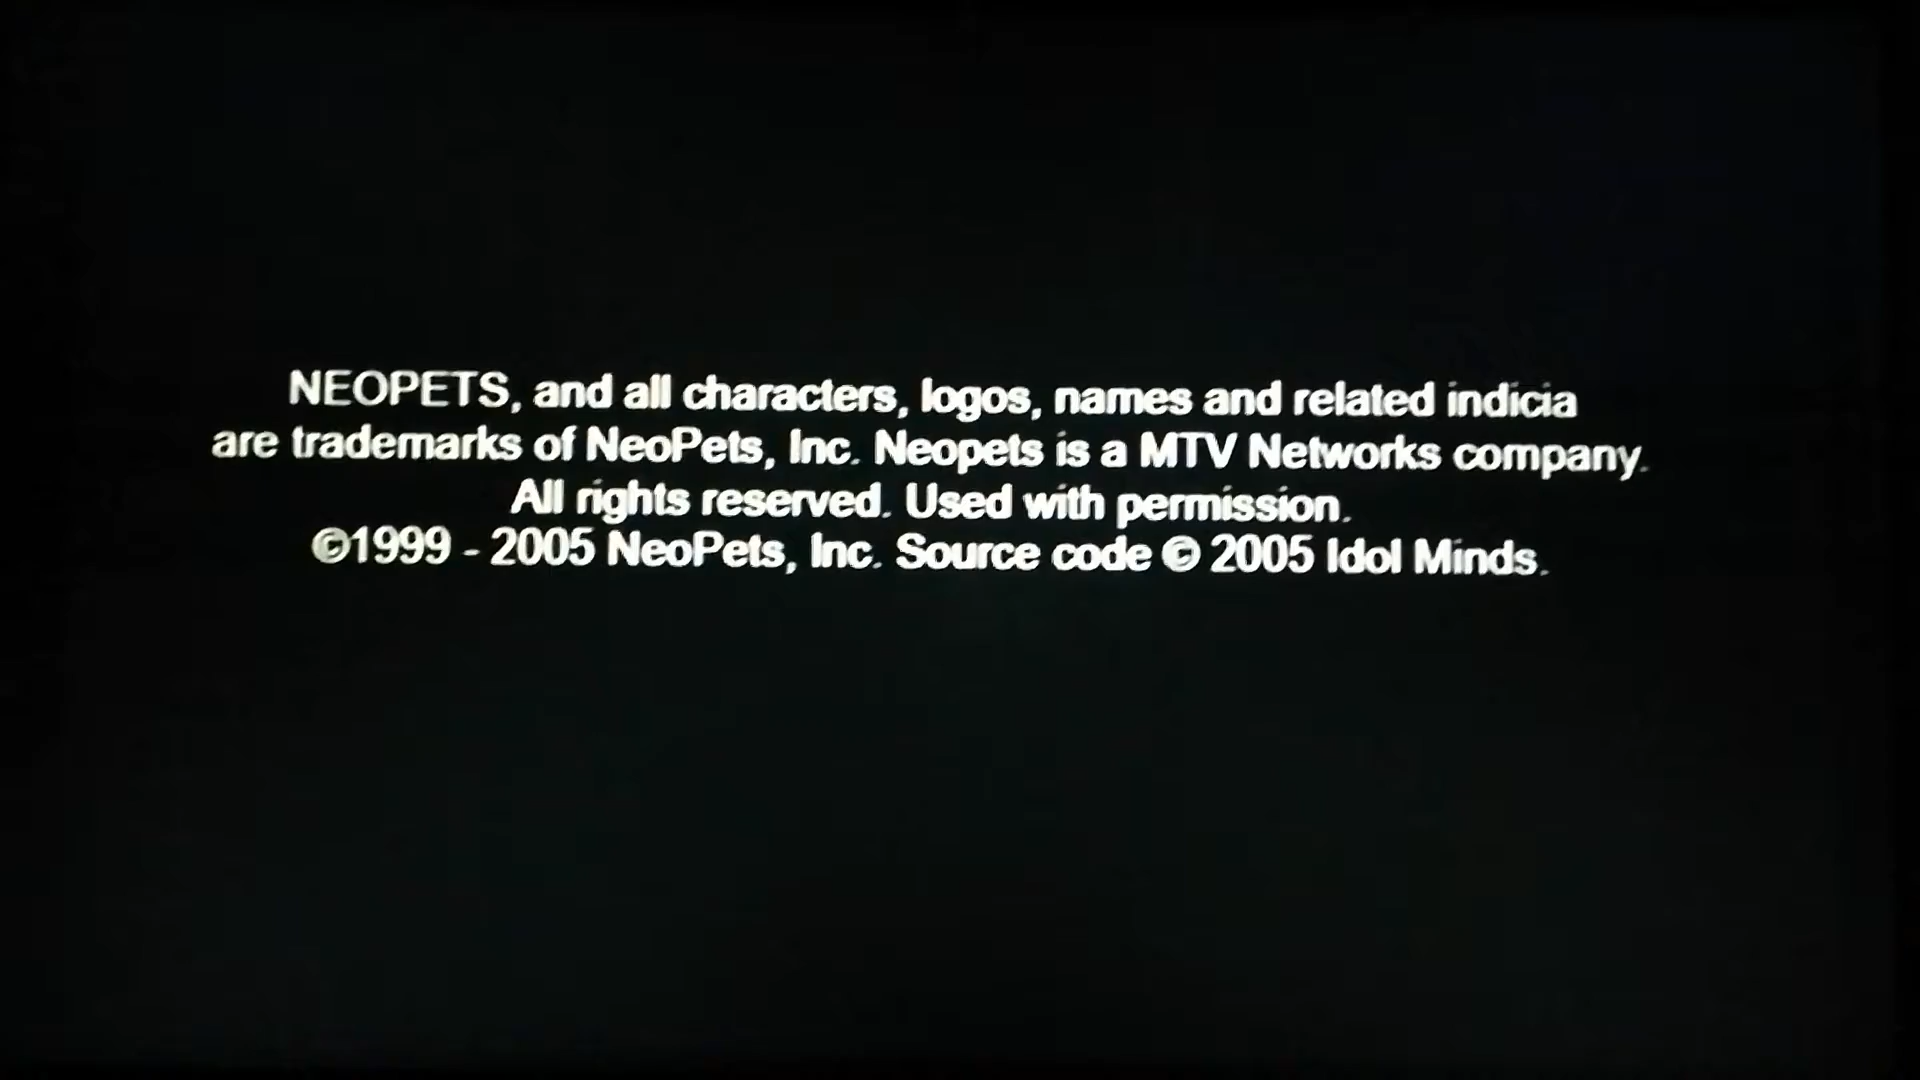 NEOPETS, and all characters, logos, names and related indicia
are trademarks of NeoPets, Inc. Neopets is a MTV Networks company.
All rights reserved. Used with permission.
©1999 - 2005 NeoPets, Inc. Source code © 2005 Idol Minds.